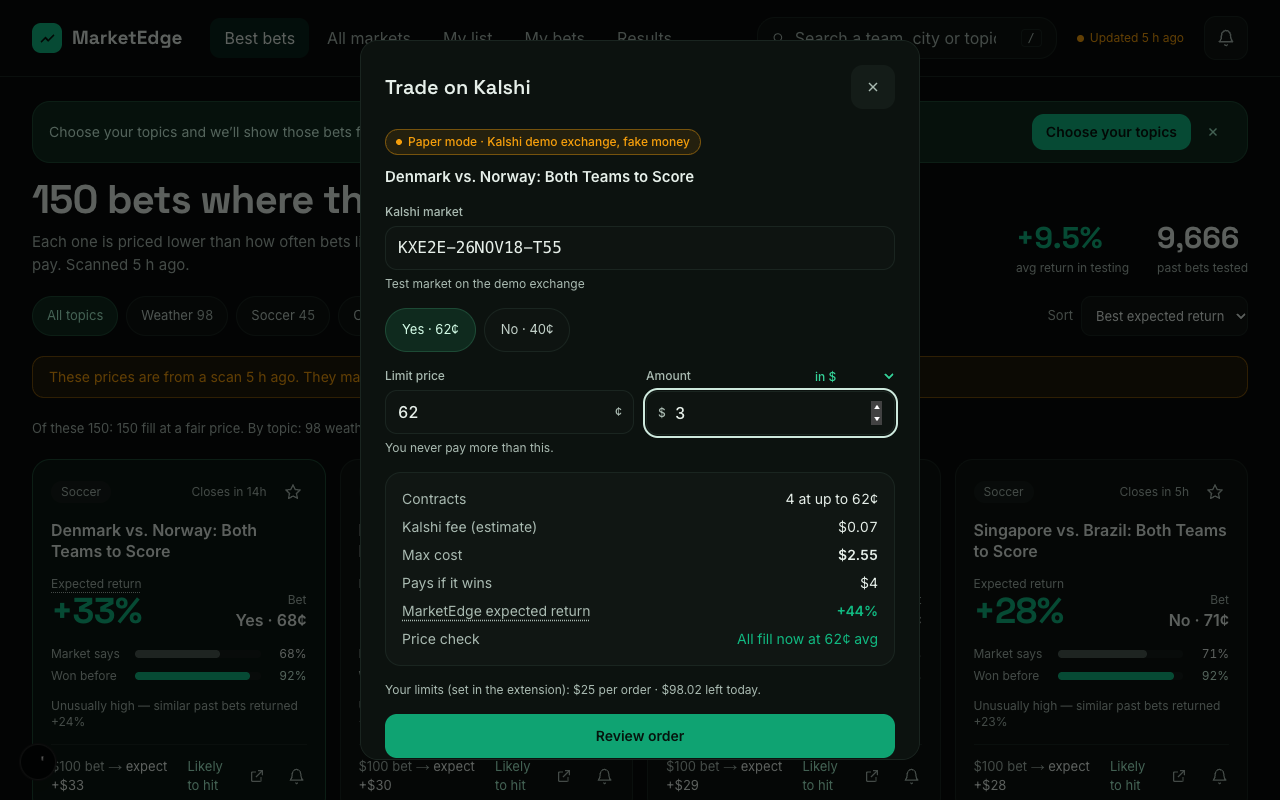 MarketEdge
Best bets
All markets
My list
My bets
Results
Search a team, city or topic
/
Updated 5 h ago
Choose your topics and we'll show those bets f
Choose your topics
×
150 bets where th
Each one is priced lower than how often bets li
pay. Scanned 5 h ago.
+9.5%
avg return in testing
9,666
past bets tested
All topics
Weather 98
Soccer 45
Sort
Best expected return
These prices are from a scan 5 h ago. They ma
Of these 150: 150 fill at a fair price. By topic: 98 weath
Trade on Kalshi
×
Paper mode · Kalshi demo exchange, fake money
Denmark vs. Norway: Both Teams to Score
Kalshi market
KXE2E-26NOV18-T55
Test market on the demo exchange
Yes · 62¢
No · 40¢
Limit price
Amount
in $
62
¢
$ 3
You never pay more than this.
Contracts
4 at up to 62¢
Kalshi fee (estimate)
$0.07
Max cost
$2.55
Pays if it wins
$4
MarketEdge expected return
+44%
Price check
All fill now at 62¢ avg
Your limits (set in the extension): $25 per order · $98.02 left today.
Review order
Soccer
Closes in 14h
Denmark vs. Norway: Both
Teams to Score
Expected return
+33%
Bet
Yes · 68¢
Market says
68%
Won before
92%
Unusually high — similar past bets returned
+24%
$100 bet → expect
+$33
Likely
to hit
$100 bet → expect
+$30
Likely
to hit
$100 bet → expect
+$29
Likely
to hit
Soccer
Closes in 5h
Singapore vs. Brazil: Both Teams
to Score
Expected return
+28%
Bet
No · 71¢
Market says
71%
Won before
92%
Unusually high — similar past bets returned
+23%
$100 bet → expect
+$28
Likely
to hit